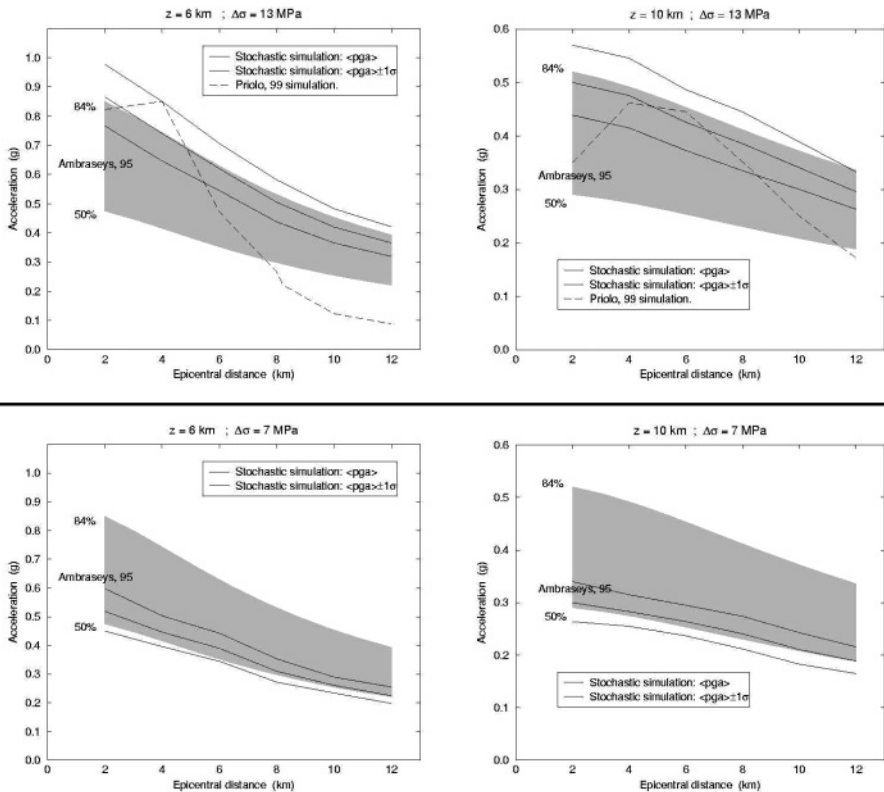 z = 6 km ; Δσ = 13 MPa
Acceleration (g)
1.0
0.9
0.8
0.7
0.6
0.5
0.4
0.3
0.2
0.1
0.0
84%
Ambraseys, 95
50%
Stochastic simulation: <pga>
Stochastic simulation: <pga>±1σ
Priolo, 99 simulation.
0 2 4 6 8 10 12
Epicentral distance (km)
z = 10 km ; Δσ = 13 MPa
Acceleration (g)
0.6
0.5
0.4
0.3
0.2
0.1
0.0
84%
Ambraseys, 95
50%
Stochastic simulation: <pga>
Stochastic simulation: <pga>±1σ
Priolo, 99 simulation.
0 2 4 6 8 10 12
Epicentral distance (km)
z = 6 km ; Δσ = 7 MPa
Acceleration (g)
1.0
0.9
0.8
0.7
0.6
0.5
0.4
0.3
0.2
0.1
0.0
84%
Ambraseys, 95
50%
Stochastic simulation: <pga>
Stochastic simulation: <pga>±1σ
0 2 4 6 8 10 12
Epicentral distance (km)
z = 10 km ; Δσ = 7 MPa
Acceleration (g)
0.6
0.5
0.4
0.3
0.2
0.1
0.0
84%
Ambraseys, 95
50%
Stochastic simulation: <pga>
Stochastic simulation: <pga>±1σ
0 2 4 6 8 10 12
Epicentral distance (km)